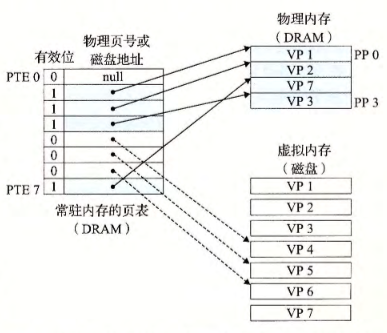 物理页号或
有效位 磁盘地址
PTE 0 0 null
1
1
1
0
0
0
PTE 7 1
常驻内存的页表
（DRAM）
物理内存
（DRAM）
VP 1 PP 0
VP 2
VP 7
VP 3 PP 3
虚拟内存
（磁盘）
VP 1
VP 2
VP 3
VP 4
VP 5
VP 6
VP 7